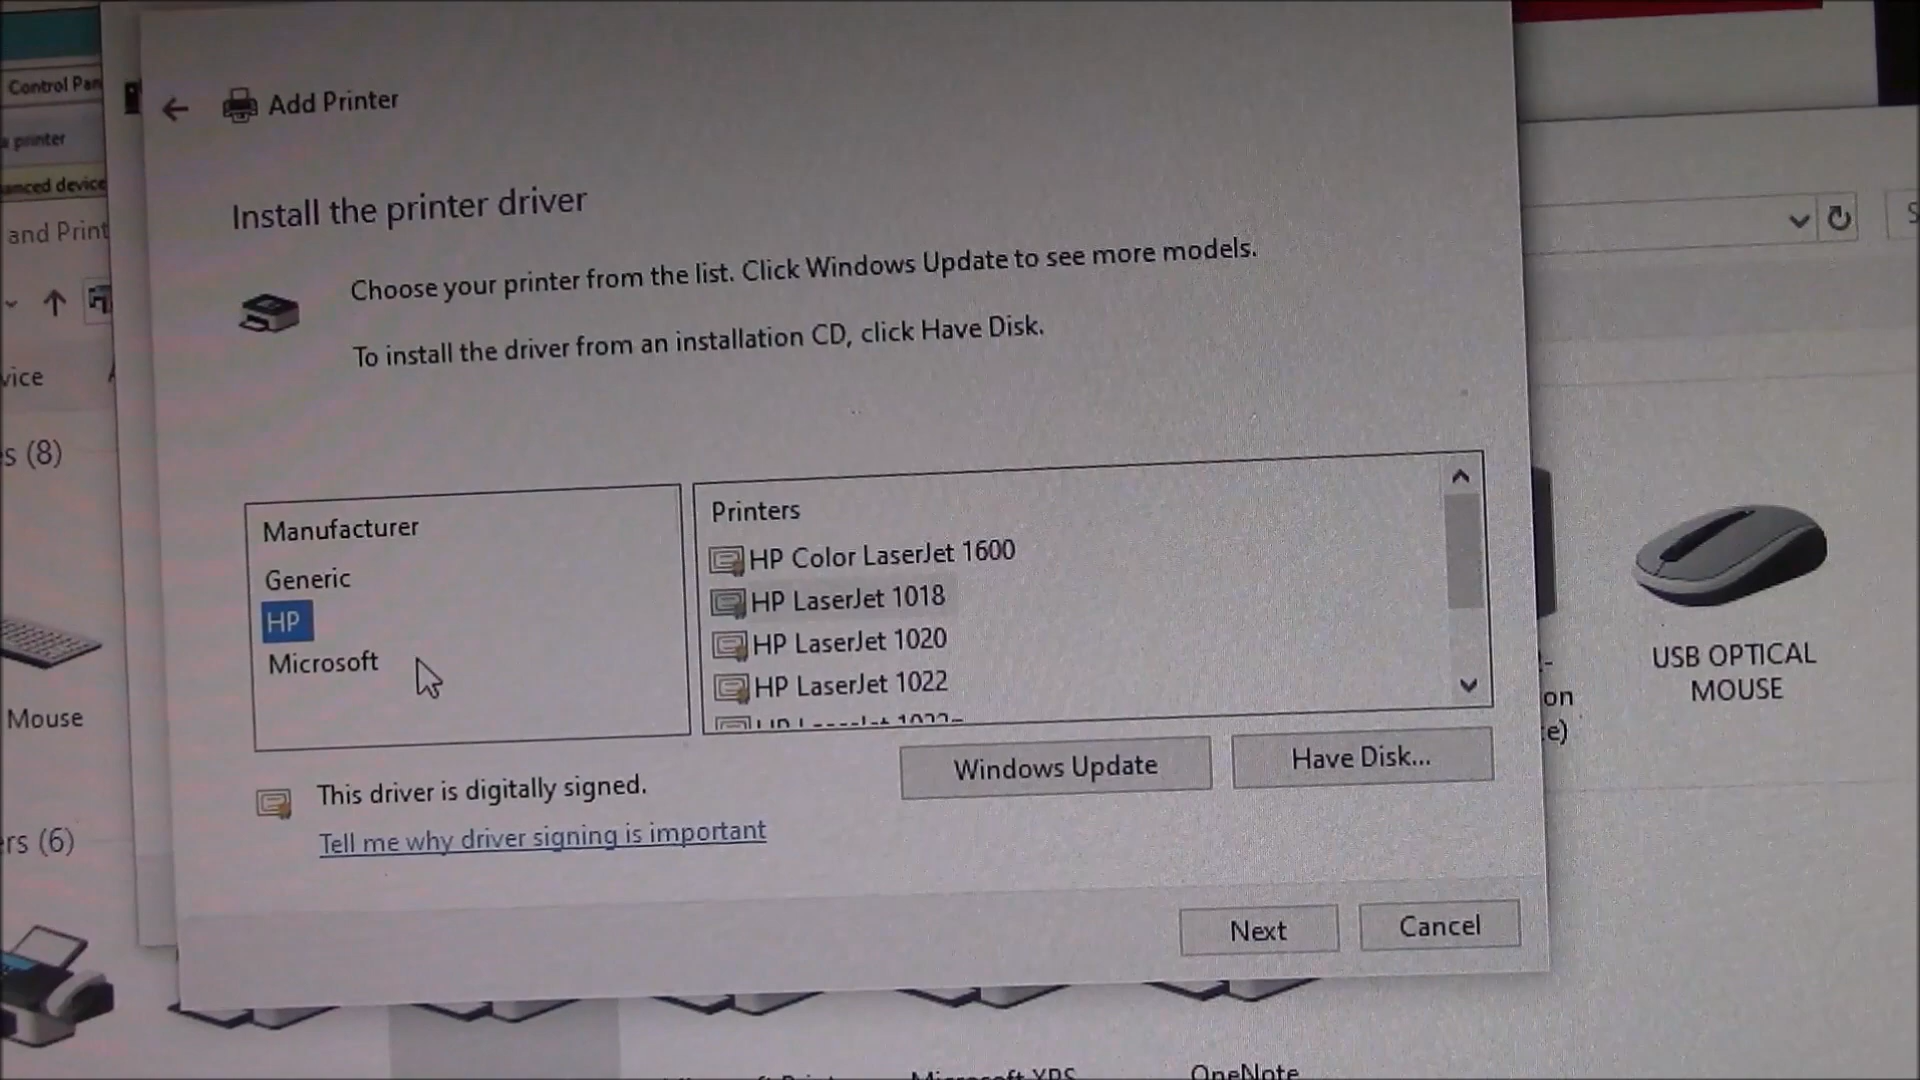 Control Pan
a printer
anced device
and Print
vice
s (8)
Mouse
rs (6)
Add Printer
Install the printer driver
Choose your printer from the list. Click Windows Update to see more models.
To install the driver from an installation CD, click Have Disk.
Manufacturer
Generic
HP
Microsoft
Printers
HP Color LaserJet 1600
HP LaserJet 1018
HP LaserJet 1020
HP LaserJet 1022
This driver is digitally signed.
Tell me why driver signing is important
Windows Update
Have Disk...
Next
Cancel
on
e)
USB OPTICAL
MOUSE
Microsoft XPS
OneNote